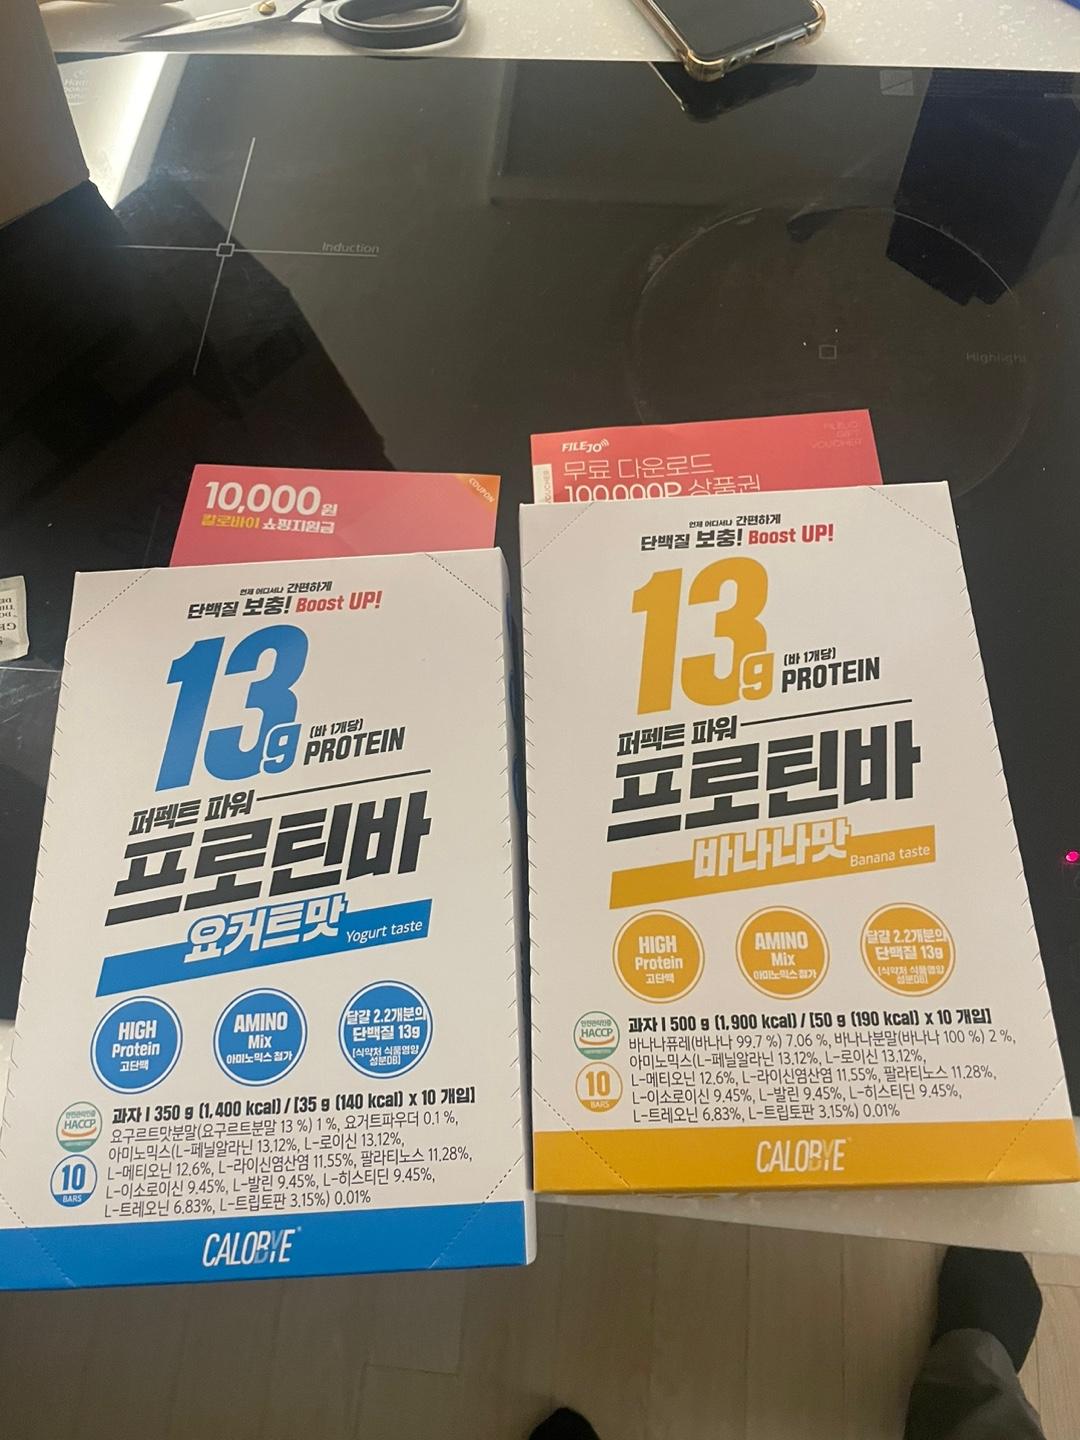 Induction
Highlight
10,000원
칼로바이 쇼핑지원금
COUPON
FILEJO
무료 다운로드
100,000P 상품권
FILEJO
GIFT
VOUCHER
언제 어디서나 간편하게
단백질 보충! Boost UP!
13g
(바 1개당)
PROTEIN
퍼펙트 파워
프로틴바
요거트맛 Yogurt taste
HIGH
Protein
고단백
AMINO
Mix
아미노믹스 첨가
달걀 2.2개분의
단백질 13g
[식약처 식품영양
성분DB]
안전관리인증
HACCP
10
BARS
과자 I 350 g (1,400 kcal) / [35 g (140 kcal) x 10 개입]
요구르트맛분말(요구르트분말 13 %) 1 %, 요거트파우더 0.1 %,
아미노믹스(L-페닐알라닌 13.12%, L-로이신 13.12%,
L-메티오닌 12.6%, L-라이신염산염 11.55%, 팔라티노스 11.28%,
L-이소로이신 9.45%, L-발린 9.45%, L-히스티딘 9.45%,
L-트레오닌 6.83%, L-트립토판 3.15%) 0.01%
CALOBYE
언제 어디서나 간편하게
단백질 보충! Boost UP!
13g
(바 1개당)
PROTEIN
퍼펙트 파워
프로틴바
바나나맛 Banana taste
HIGH
Protein
고단백
AMINO
Mix
아미노믹스 첨가
달걀 2.2개분의
단백질 13g
[식약처 식품영양
성분DB]
안전관리인증
HACCP
10
BARS
과자 I 500 g (1,900 kcal) / [50 g (190 kcal) x 10 개입]
바나나퓨레(바나나 99.7 %) 7.06 %, 바나나분말(바나나 100 %) 2 %,
아미노믹스(L-페닐알라닌 13.12%, L-로이신 13.12%,
L-메티오닌 12.6%, L-라이신염산염 11.55%, 팔라티노스 11.28%,
L-이소로이신 9.45%, L-발린 9.45%, L-히스티딘 9.45%,
L-트레오닌 6.83%, L-트립토판 3.15%) 0.01%
CALOBYE